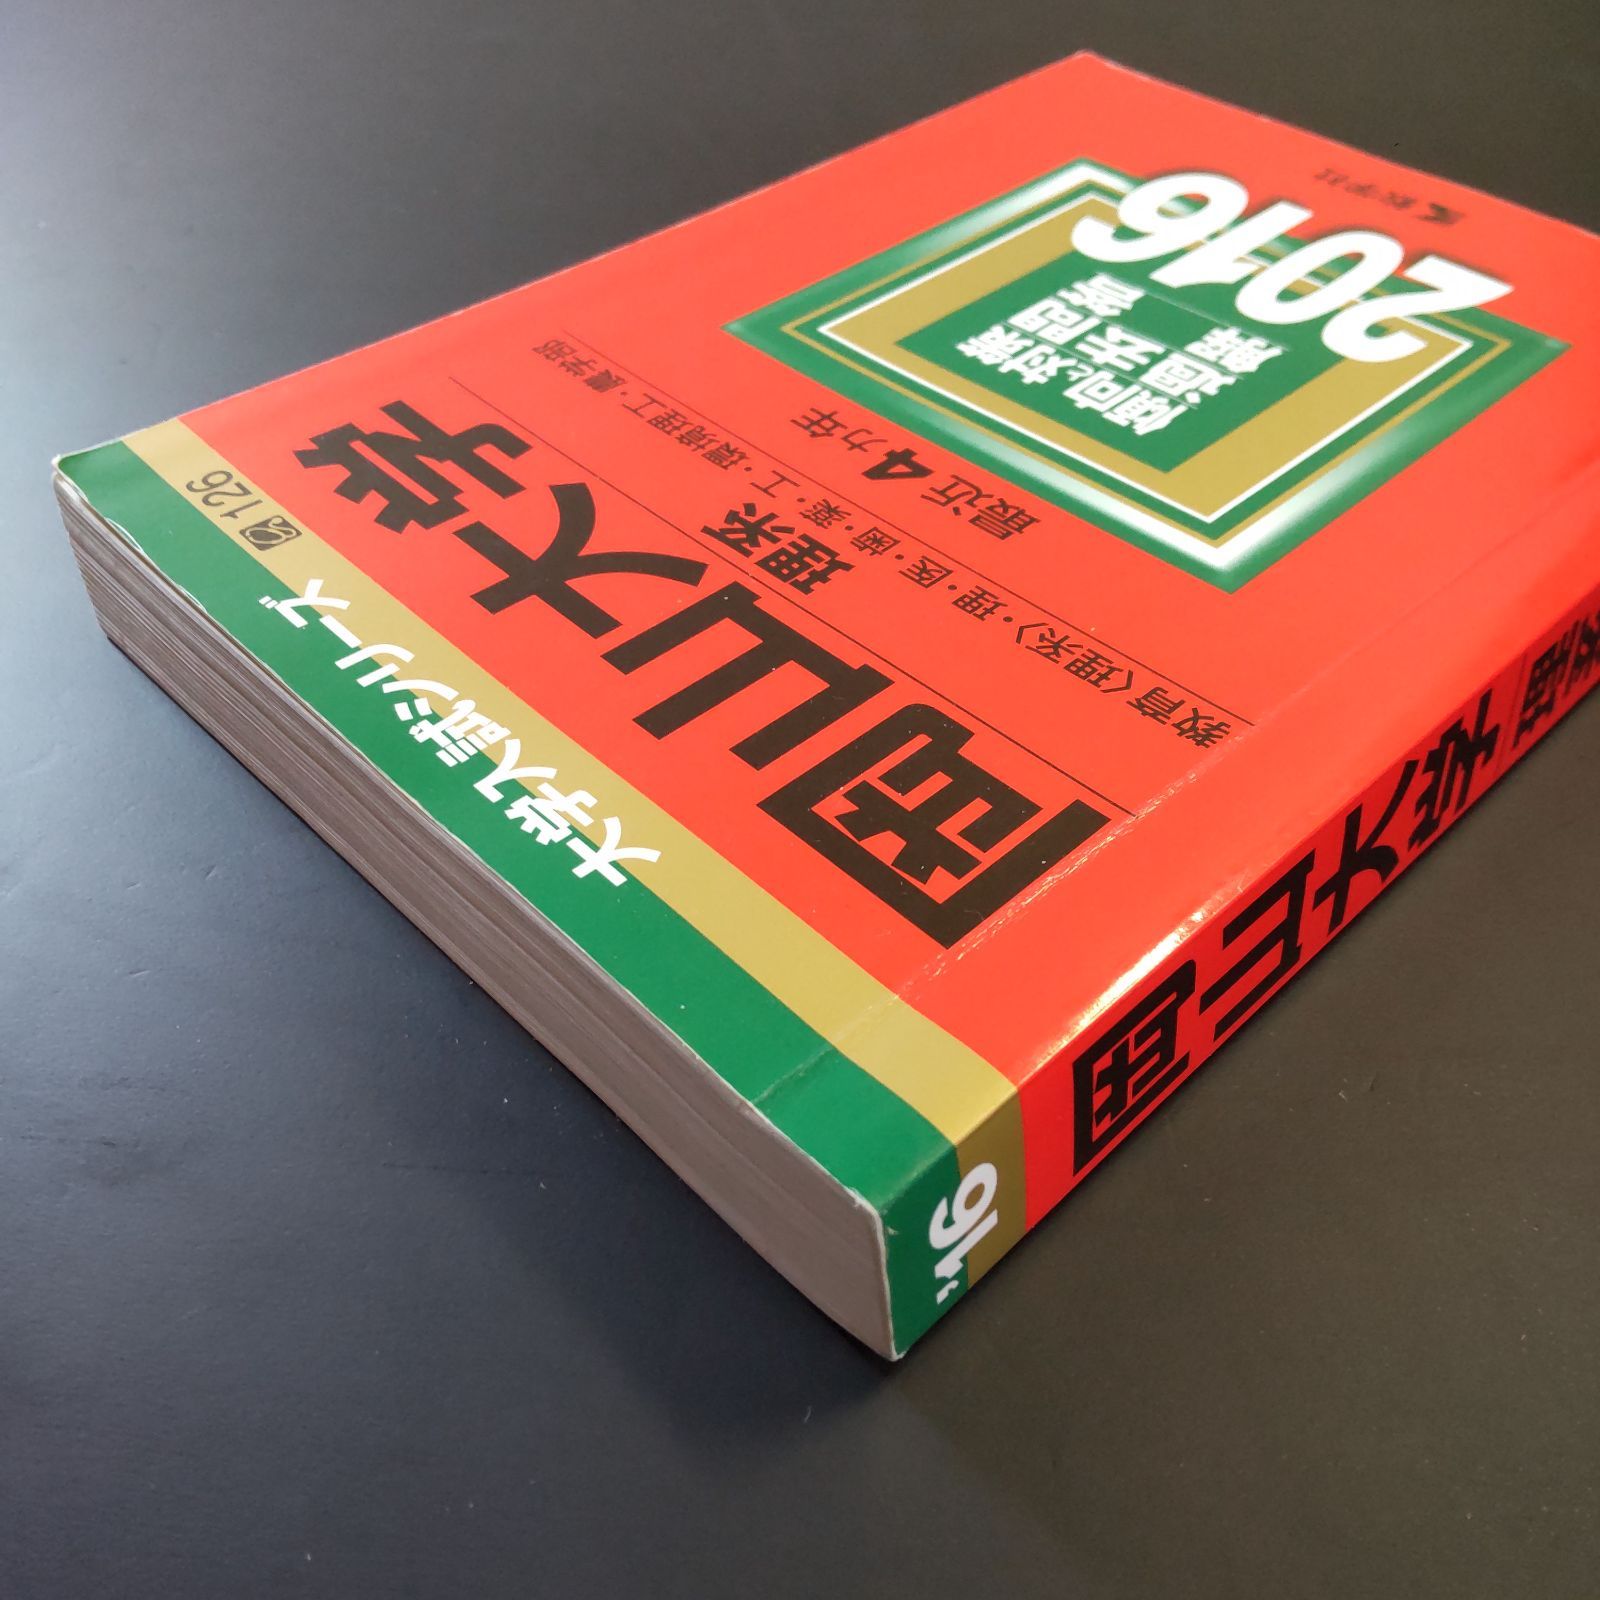 大学入試シリーズ
126
岡山大学
理系
教育〈理系〉・理・医・歯・薬・工・環境理工・農学部
最近4カ年
傾向と対策
過去問
解答
2016
教学社
'16
岡山大学
理系